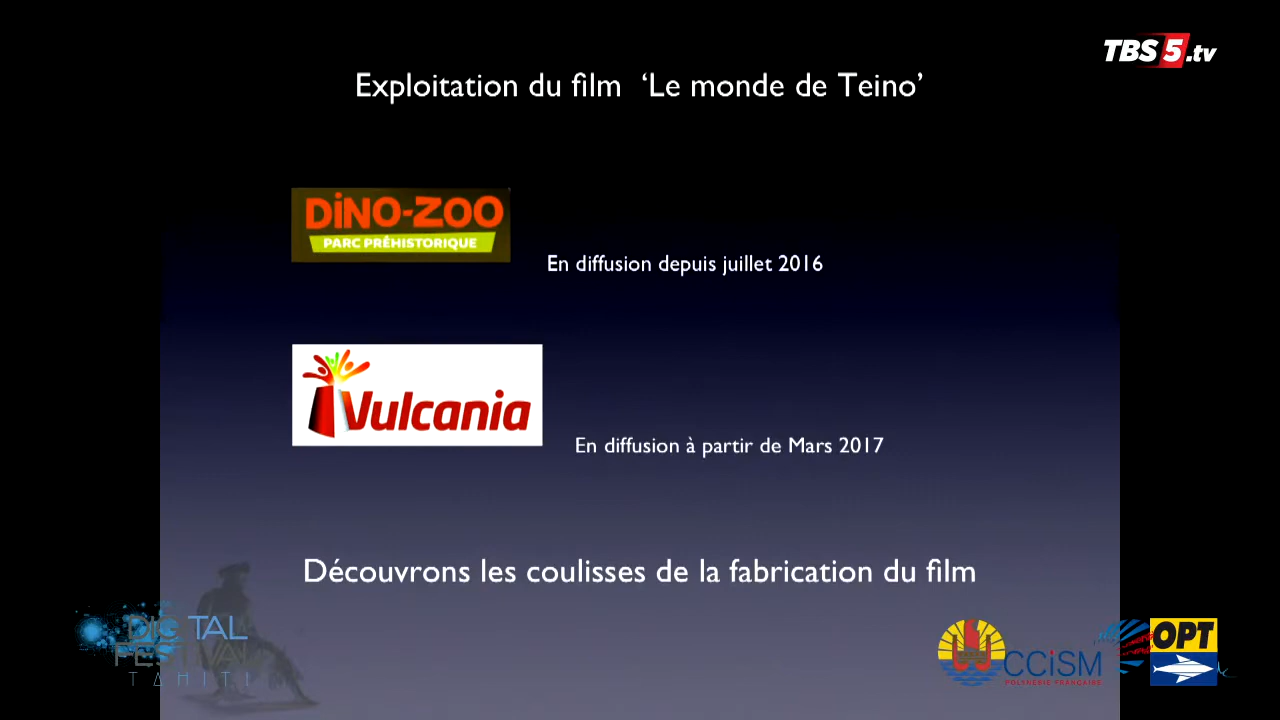 TBS 5.tv
Exploitation du film ‘Le monde de Teino’
DiNO-ZOO
PARC PRÉHISTORIQUE
En diffusion depuis juillet 2016
Vulcania
En diffusion à partir de Mars 2017
Découvrons les coulisses de la fabrication du film
DIGITAL
FESTIVAL
TAHITI
CCiSM
POLYNÉSIE FRANÇAISE
OPT